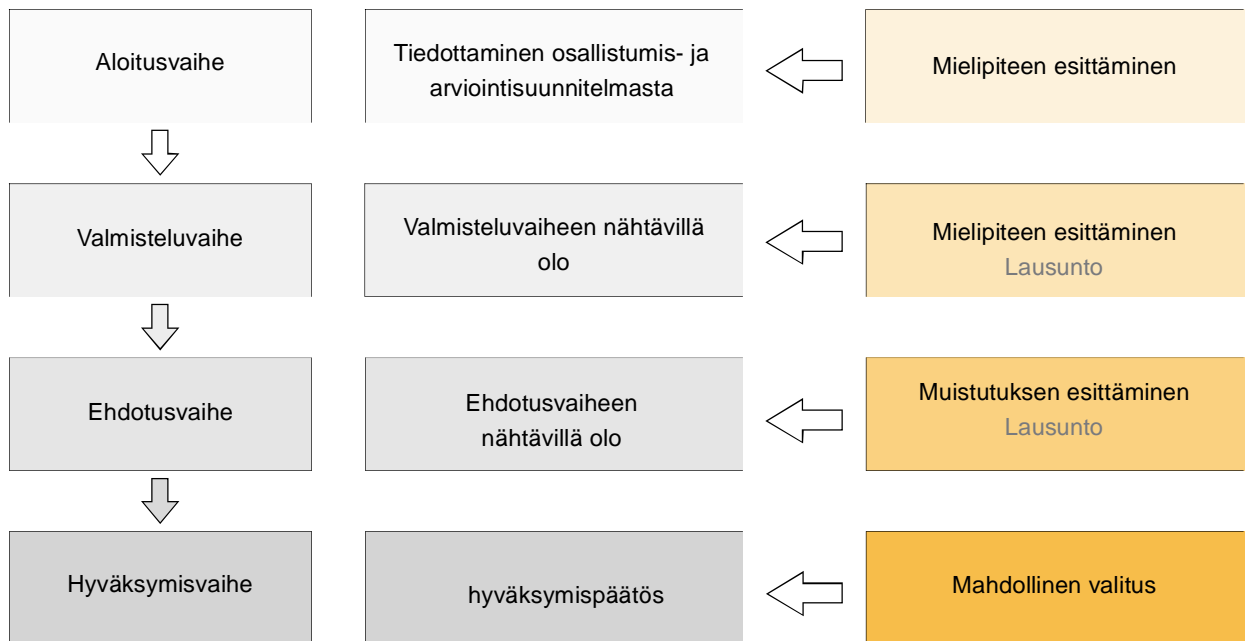 Aloitusvaihe
Tiedottaminen osallistumis- ja
arviointisuunnitelmasta
Mielipiteen esittäminen
Valmisteluvaihe
Valmisteluvaiheen nähtävillä
olo
Mielipiteen esittäminen
Lausunto
Ehdotusvaihe
Ehdotusvaiheen
nähtävillä olo
Muistutuksen esittäminen
Lausunto
Hyväksymisvaihe
hyväksymispäätös
Mahdollinen valitus